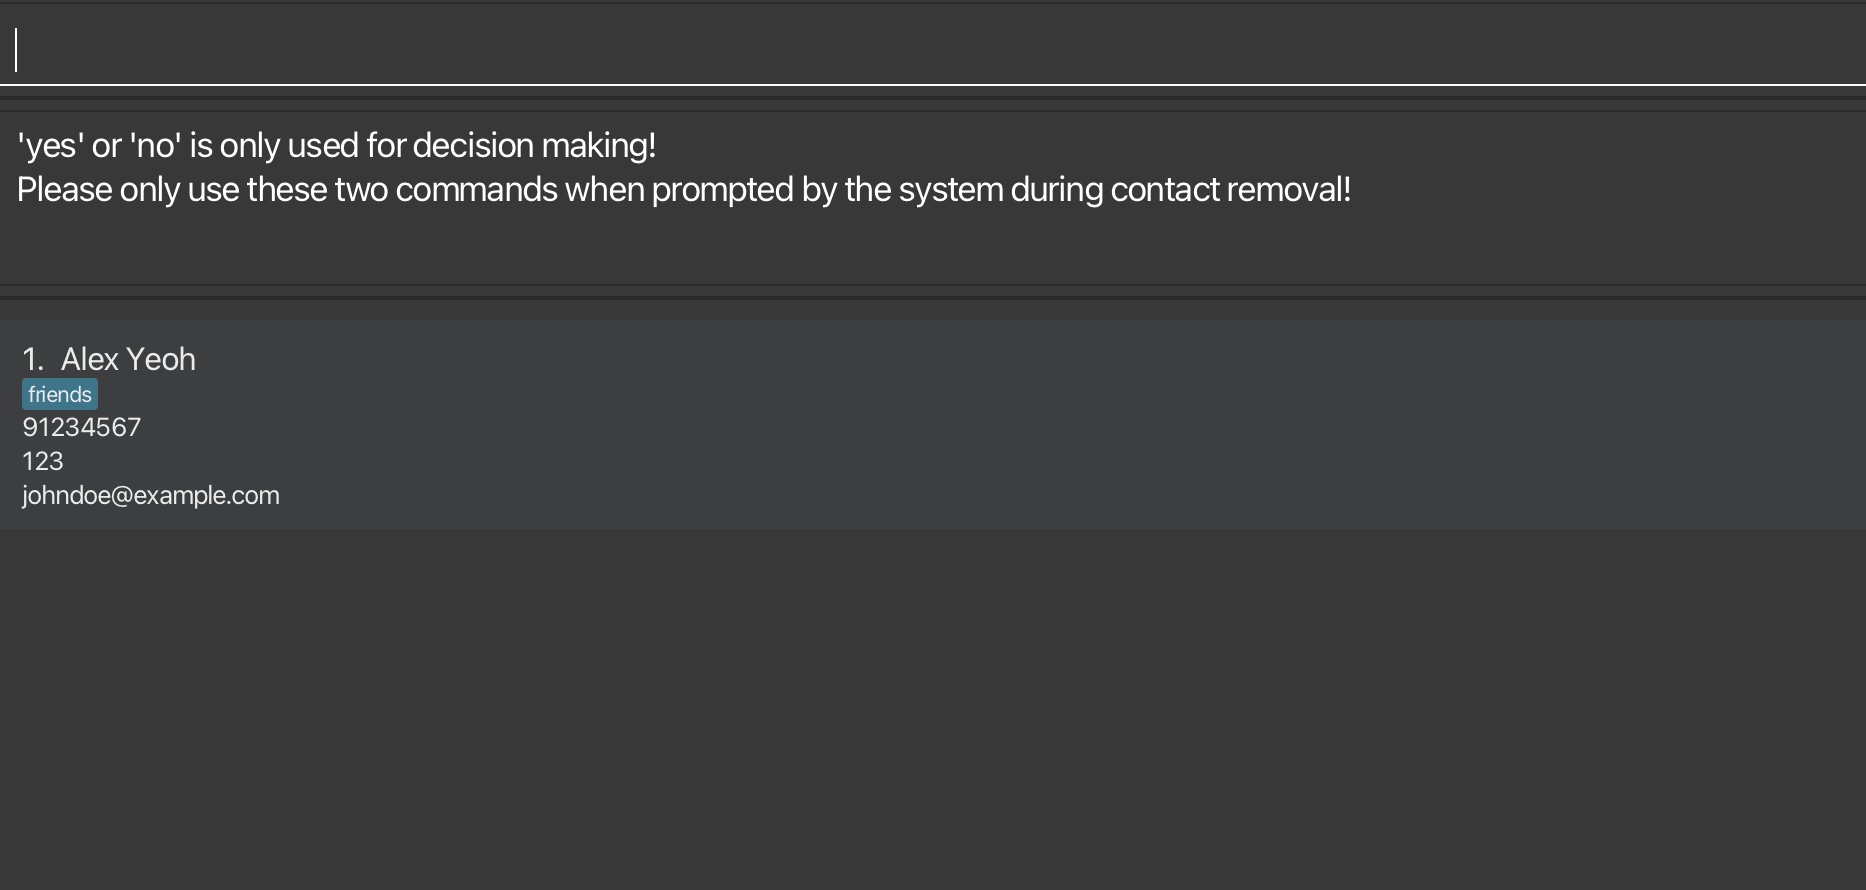 'yes' or 'no' is only used for decision making!
Please only use these two commands when prompted by the system during contact removal!
1. Alex Yeoh
friends
91234567
123
johndoe@example.com